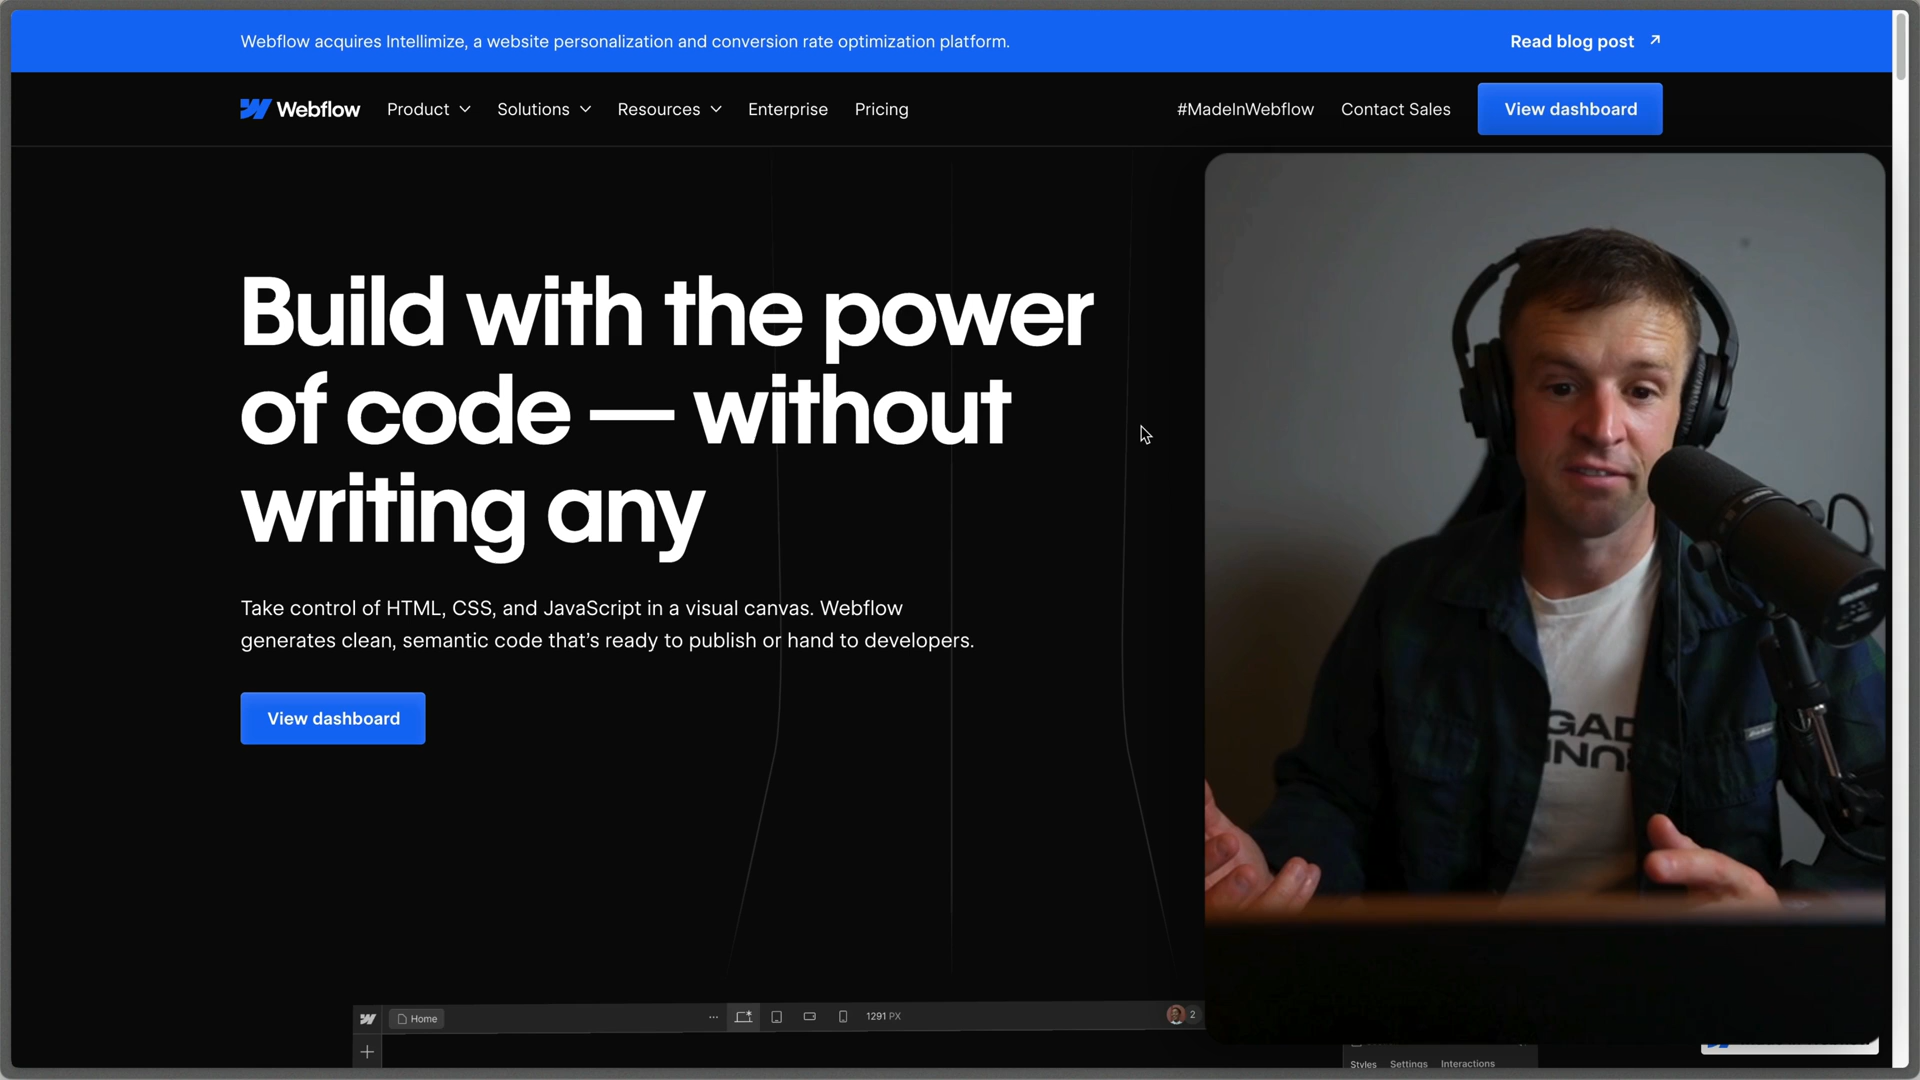 Webflow acquires Intellimize, a website personalization and conversion rate optimization platform.
Read blog post
Webflow
Product
Solutions
Resources
Enterprise
Pricing
#MadeInWebflow
Contact Sales
View dashboard
Build with the power
of code — without
writing any
Take control of HTML, CSS, and JavaScript in a visual canvas. Webflow
generates clean, semantic code that’s ready to publish or hand to developers.
View dashboard
GAD
Home
1291 PX
2
Styles Settings Interactions